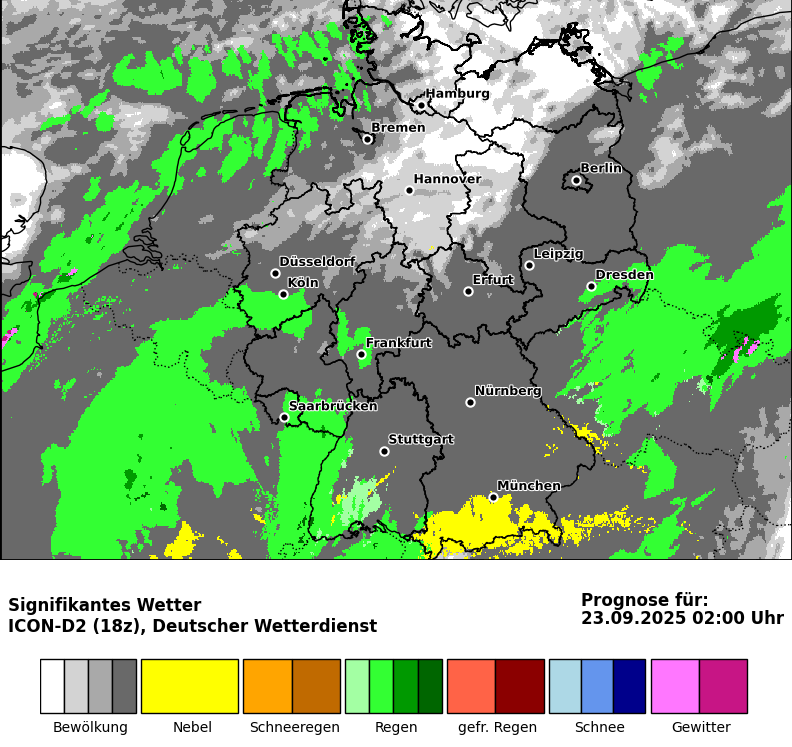 Hamburg
Bremen
Berlin
Hannover
Leipzig
Düsseldorf
Dresden
Köln
Erfurt
Frankfurt
Nürnberg
Saarbrücken
Stuttgart
München
Signifikantes Wetter
ICON-D2 (18z), Deutscher Wetterdienst
Prognose für:
23.09.2025 02:00 Uhr
Bewölkung Nebel Schneeregen Regen gefr. Regen Schnee Gewitter